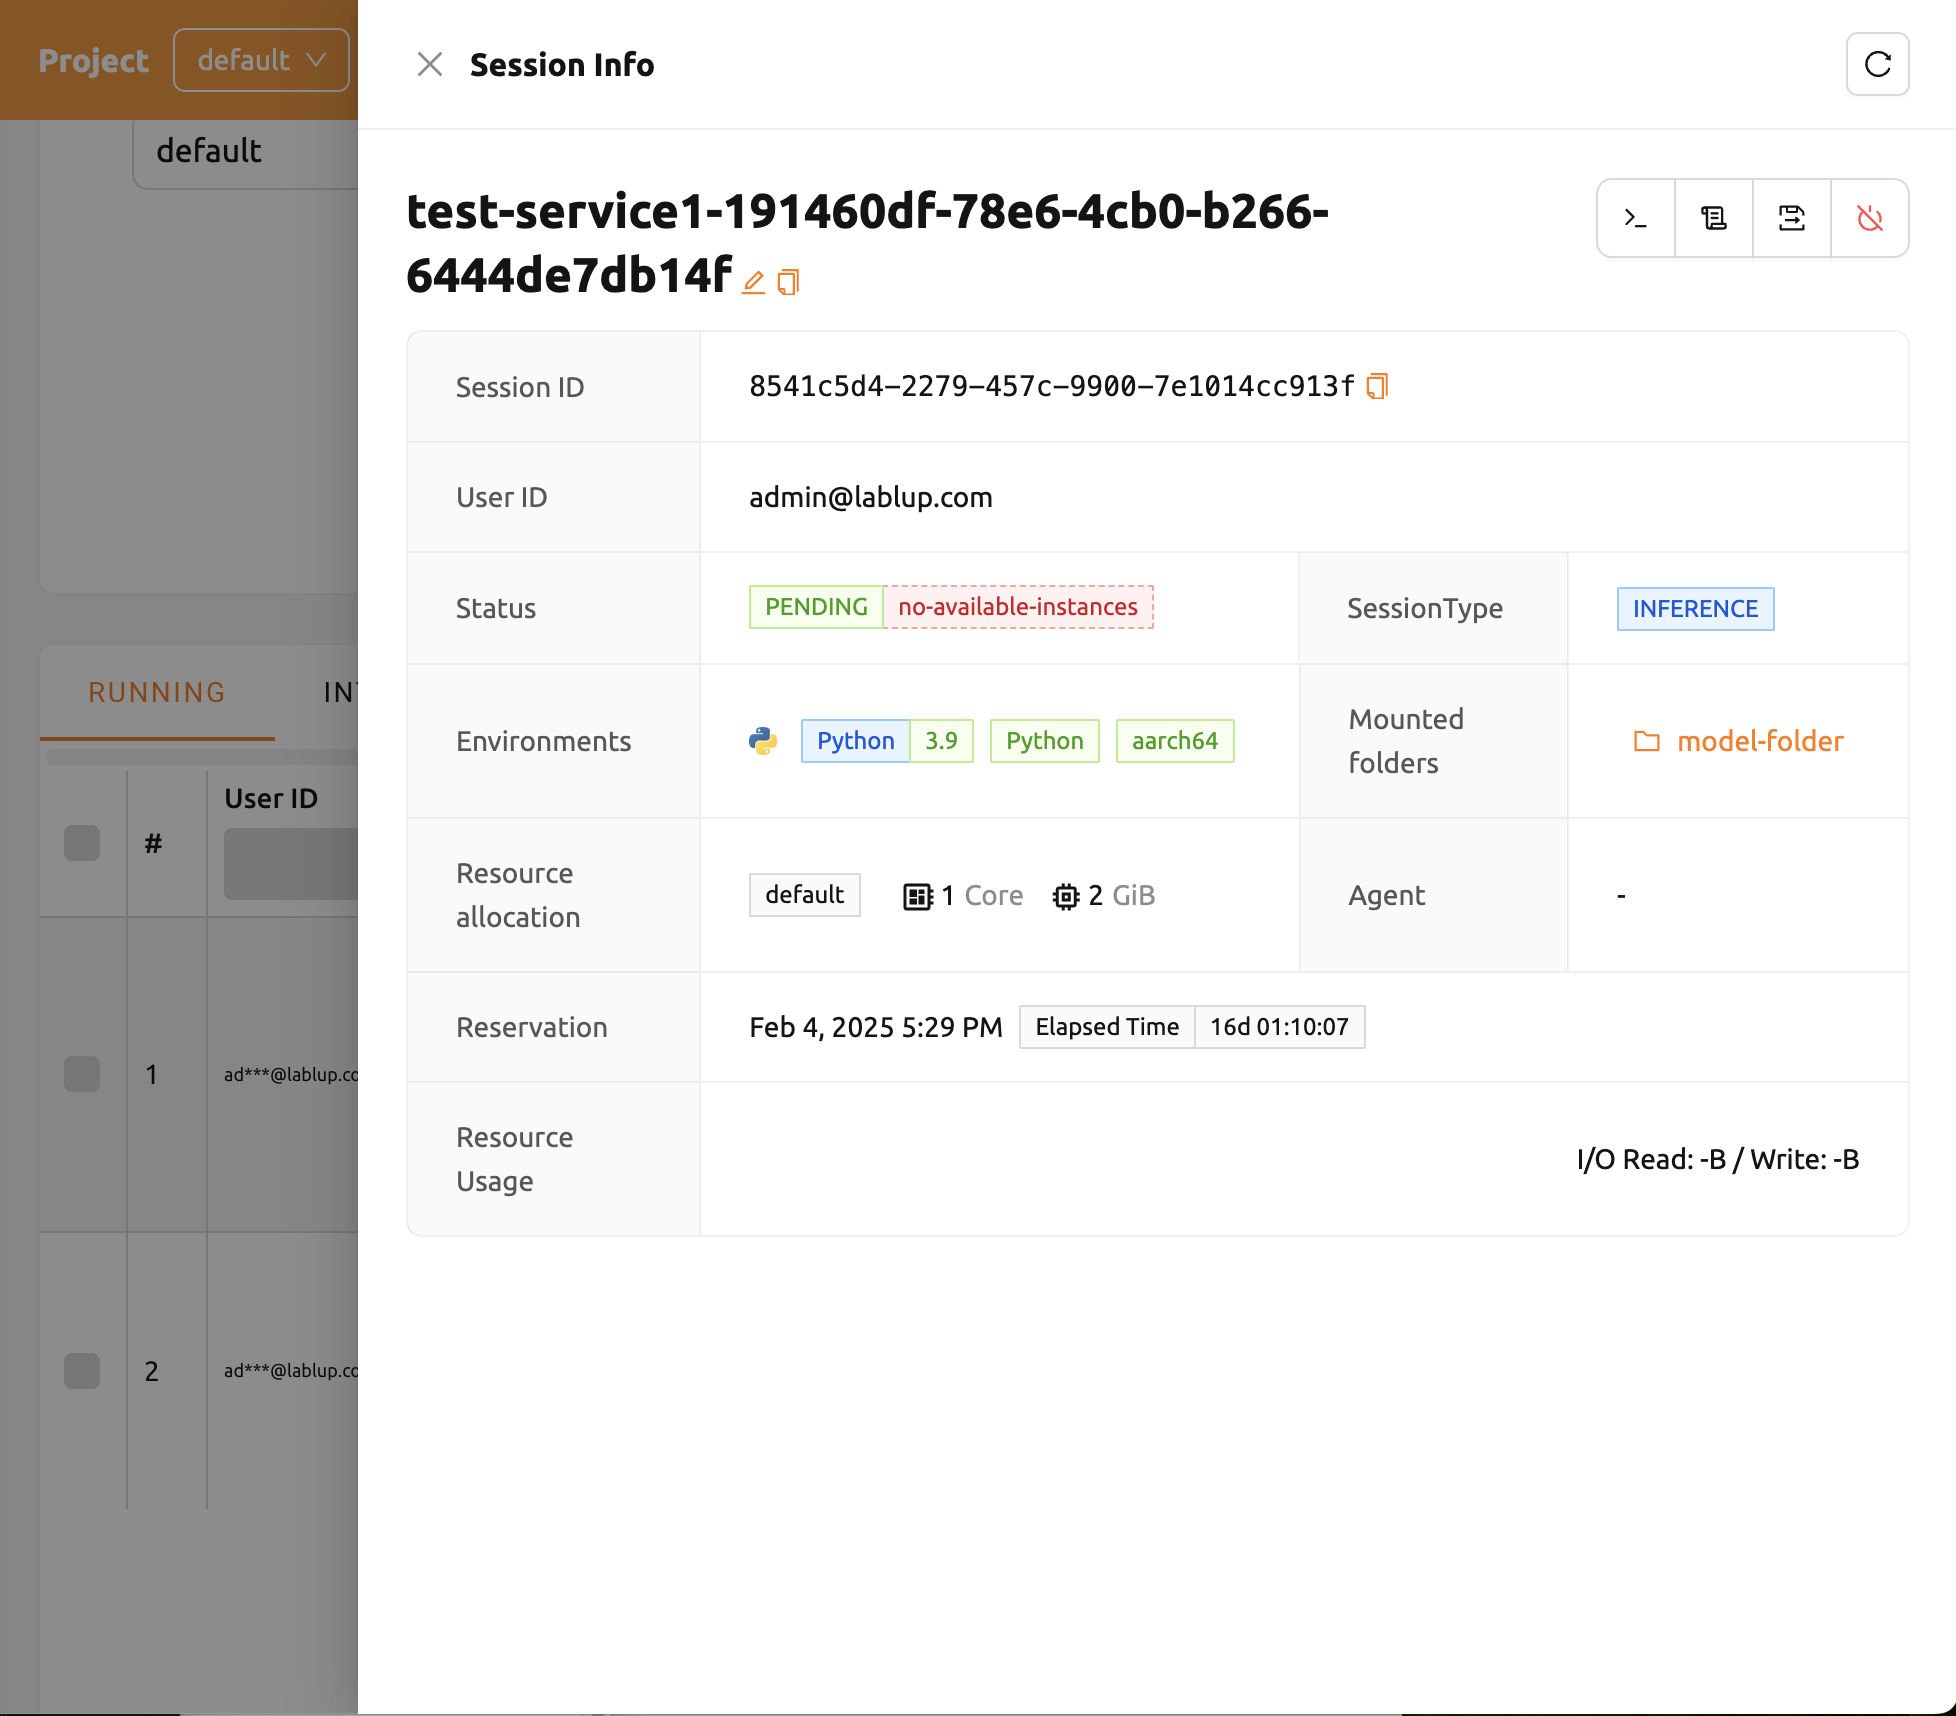 Project
default
default
RUNNING
User ID
#
1
ad***@lablup.co
2
ad***@lablup.co
Session Info
test-service1-191460df-78e6-4cb0-b266-
6444de7db14f
Session ID
8541c5d4-2279-457c-9900-7e1014cc913f
User ID
admin@lablup.com
Status
PENDING no-available-instances
SessionType
INFERENCE
Environments
Python 3.9 Python aarch64
Mounted
folders
model-folder
Resource
allocation
default 1 Core 2 GiB
Agent
-
Reservation
Feb 4, 2025 5:29 PM Elapsed Time 16d 01:10:07
Resource
Usage
I/O Read: -B / Write: -B